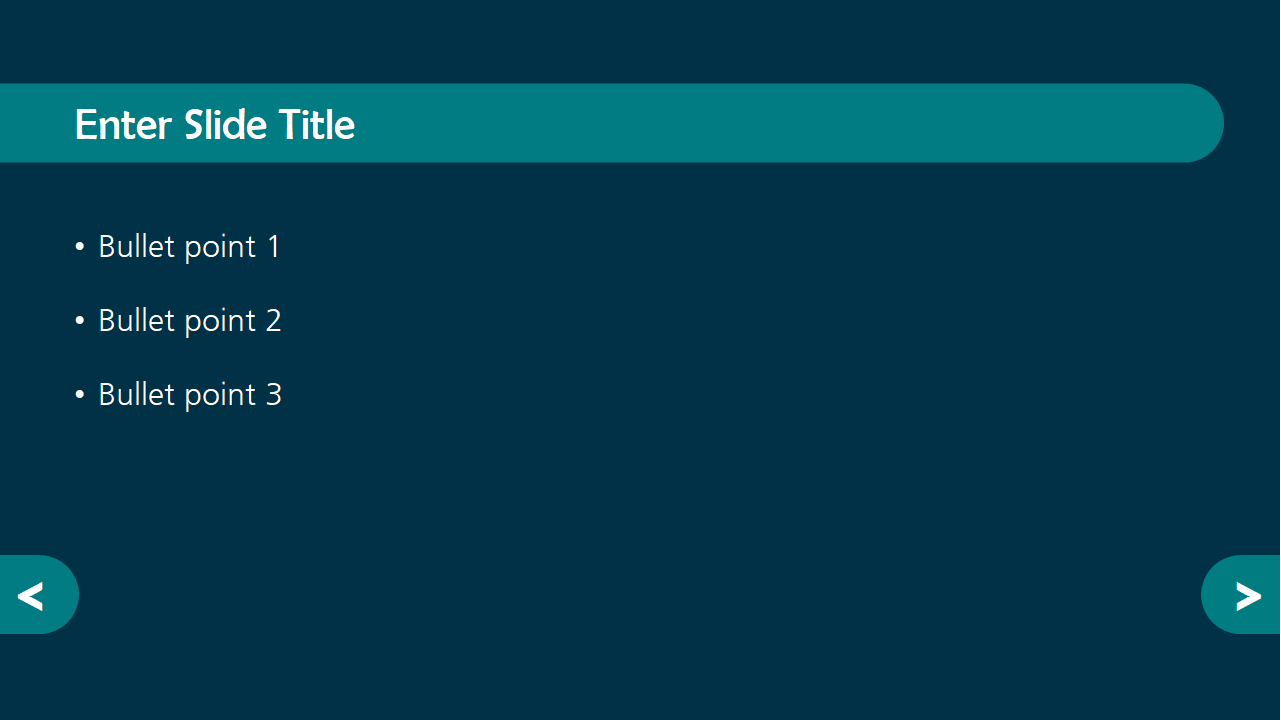 Enter Slide Title
• Bullet point 1
• Bullet point 2
• Bullet point 3
< >